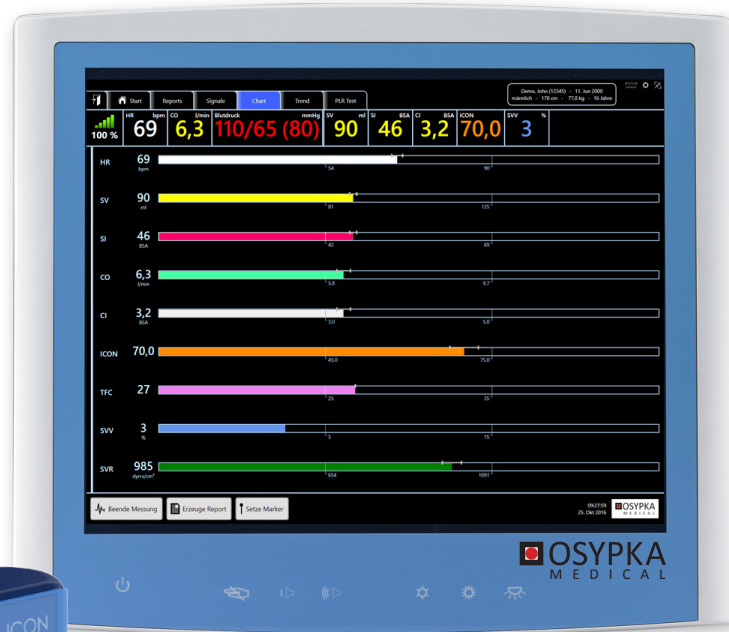 Demo, John (12345) - 11. Jun 2000
männlich - 178 cm - 77,0 kg - 16 Jahre
Start Reports Signale Chart Trend PLR Test
HR bpm CO l/min Blutdruck mmHg SV ml SI BSA CI BSA ICON SVV %
100 % 69 6,3 110/65 (80) 90 46 3,2 70,0 3
HR 69
bpm 54 90
SV 90
ml 81 135
SI 46
BSA 42 69
CO 6,3
l/min 5,8 9,7
CI 3,2
BSA 3,0 5,0
ICON 70,0
45,0 75,0
TFC 27
25 35
SVV 3
% 5 15
SVR 985
654 1091
Beende Messung Erzeuge Report Setze Marker
09:27:59
25. Okt 2016
OSYPKA
MEDICAL
OSYPKA
MEDICAL
ICON